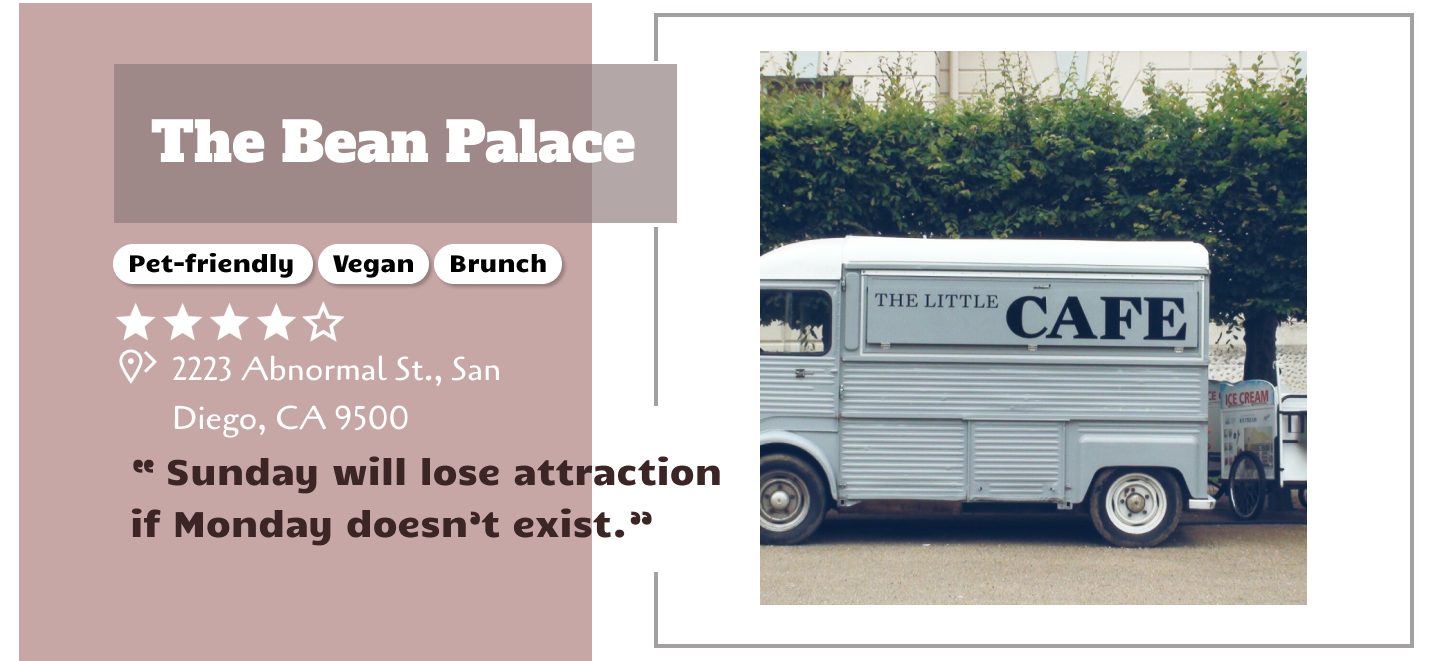 The Bean Palace
Pet-friendly Vegan Brunch
2223 Abnormal St., San
Diego, CA 9500
“ Sunday will lose attraction
if Monday doesn’t exist.”
THE LITTLE CAFE
ICE CREAM